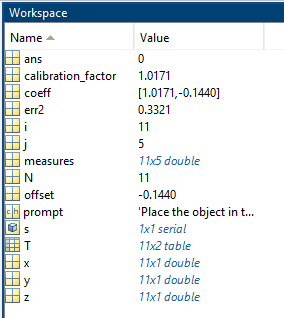 Workspace
Name Value
ans 0
calibration_factor 1.0171
coeff [1.0171,-0.1440]
err2 0.3321
i 11
j 5
measures 11x5 double
N 11
offset -0.1440
prompt 'Place the object in t...
s 1x1 serial
T 11x2 table
x 11x1 double
y 11x1 double
z 11x1 double